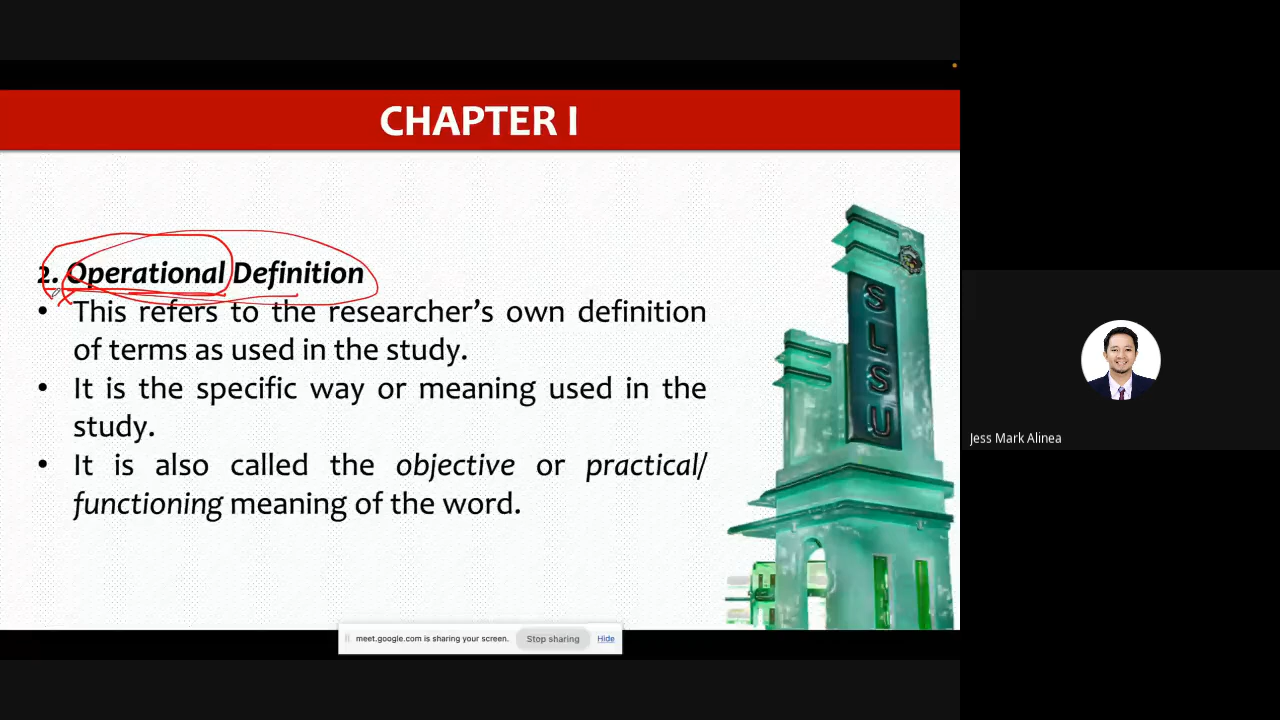 CHAPTER I
2. Operational Definition
• This refers to the researcher's own definition
of terms as used in the study.
• It is the specific way or meaning used in the
study.
• It is also called the objective or practical/
functioning meaning of the word.
SLSU
Jess Mark Alinea
meet.google.com is sharing your screen. Stop sharing Hide